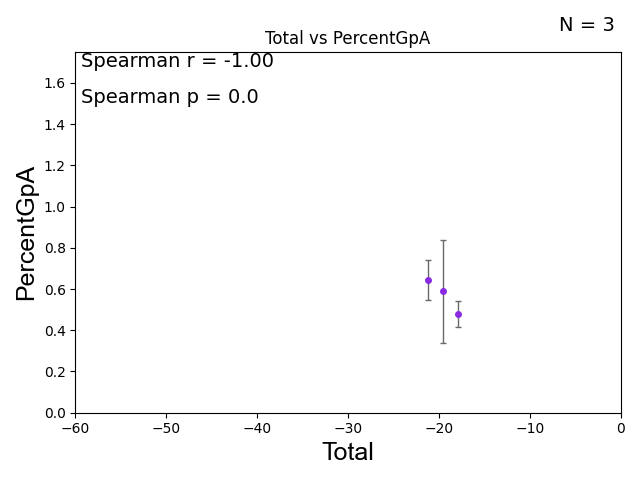 N = 3
Total vs PercentGpA
Spearman r = -1.00
Spearman p = 0.0
PercentGpA
1.6
1.4
1.2
1.0
0.8
0.6
0.4
0.2
0.0
−60 −50 −40 −30 −20 −10 0
Total